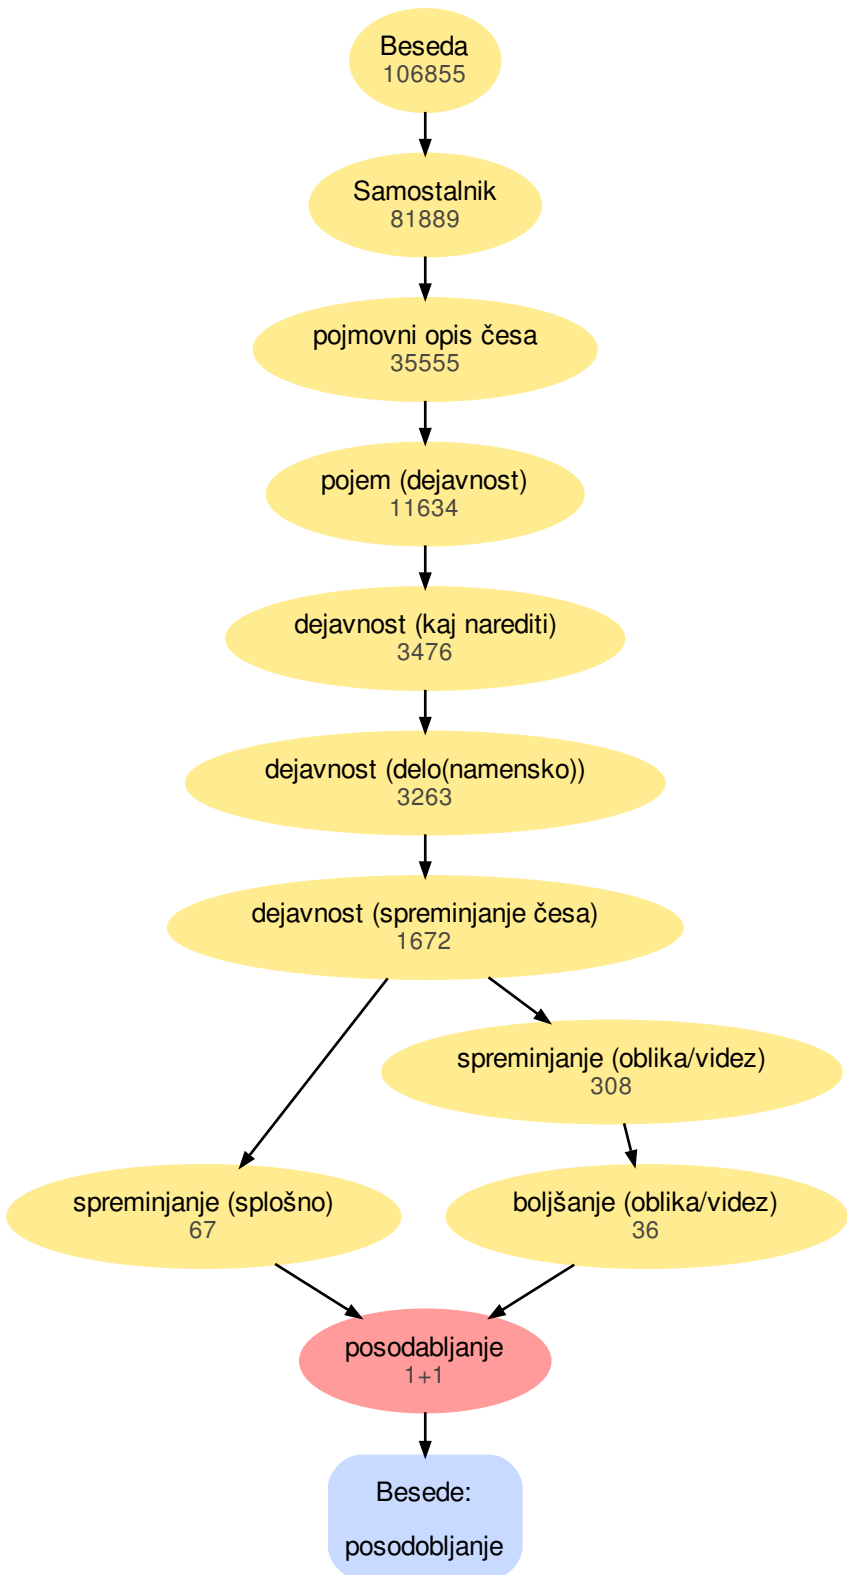 Beseda
106855
Samostalnik
81889
pojmovni opis česa
35555
pojem (dejavnost)
11634
dejavnost (kaj narediti)
3476
dejavnost (delo(namensko))
3263
dejavnost (spreminjanje česa)
1672
spreminjanje (oblika/videz)
308
spreminjanje (splošno)
67
boljšanje (oblika/videz)
36
posodabljanje
1+1
Besede:
posodobljanje